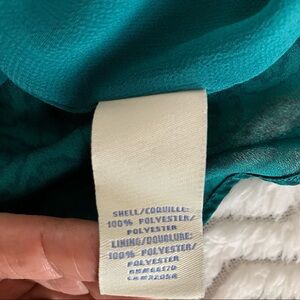 SHELL/COQUILLE:
100% POLYESTER/
POLYESTER
LINING/DOUBLURE:
100% POLYESTER/
POLYESTER